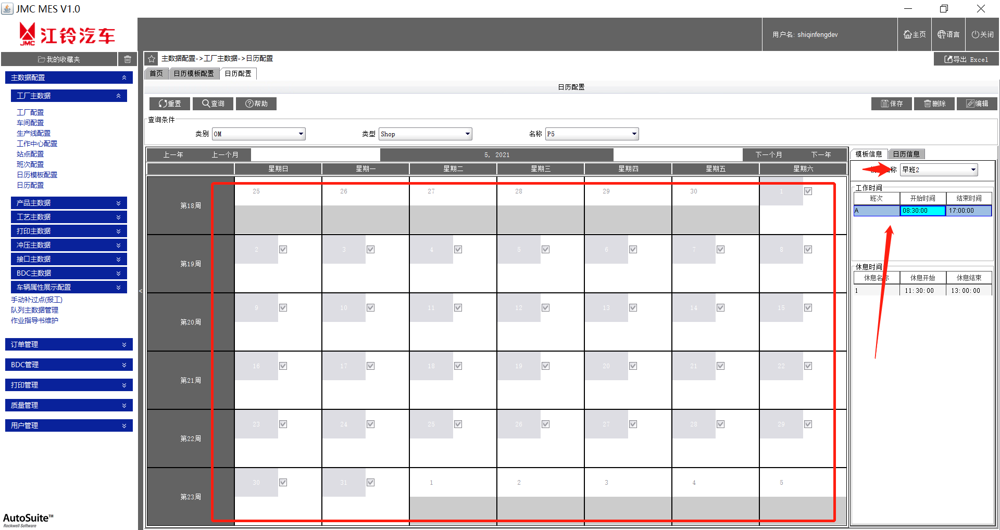 JMC MES V1.0
JMC 江铃汽车
用户名: shiqinfengdev
主页
语言
关闭
我的收藏夹
主数据配置->工厂主数据->日历配置
导出 Excel
首页
日历模板配置
日历配置
日历配置
重置
查询
帮助
保存
删除
编辑
查询条件
类别 OM
类型 Shop
名称 P5
主数据配置
工厂主数据
工厂配置
车间配置
生产线配置
工作中心配置
站点配置
班次配置
日历模板配置
日历配置
产品主数据
工艺主数据
打印主数据
冲压主数据
接口主数据
BDC主数据
车辆属性展示配置
手动补过点(报工)
队列主数据管理
作业指导书维护
订单管理
BDC管理
打印管理
质量管理
用户管理
AutoSuite™
Rockwell Software
<
上一年 上一个月 5, 2021 下一个月 下一年
星期日 星期一 星期二 星期三 星期四 星期五 星期六
第18周 25 26 27 28 29 30 1
第19周 2 3 4 5 6 7 8
第20周 9 10 11 12 13 14 15
第21周 16 17 18 19 20 21 22
第22周 23 24 25 26 27 28 29
第23周 30 31 1 2 3 4 5
模板信息 日历信息
称 早班2
工作时间
班次 开始时间 结束时间
A 08:30:00 17:00:00
休息时间
休息名称 休息开始 休息结束
1 11:30:00 13:00:00